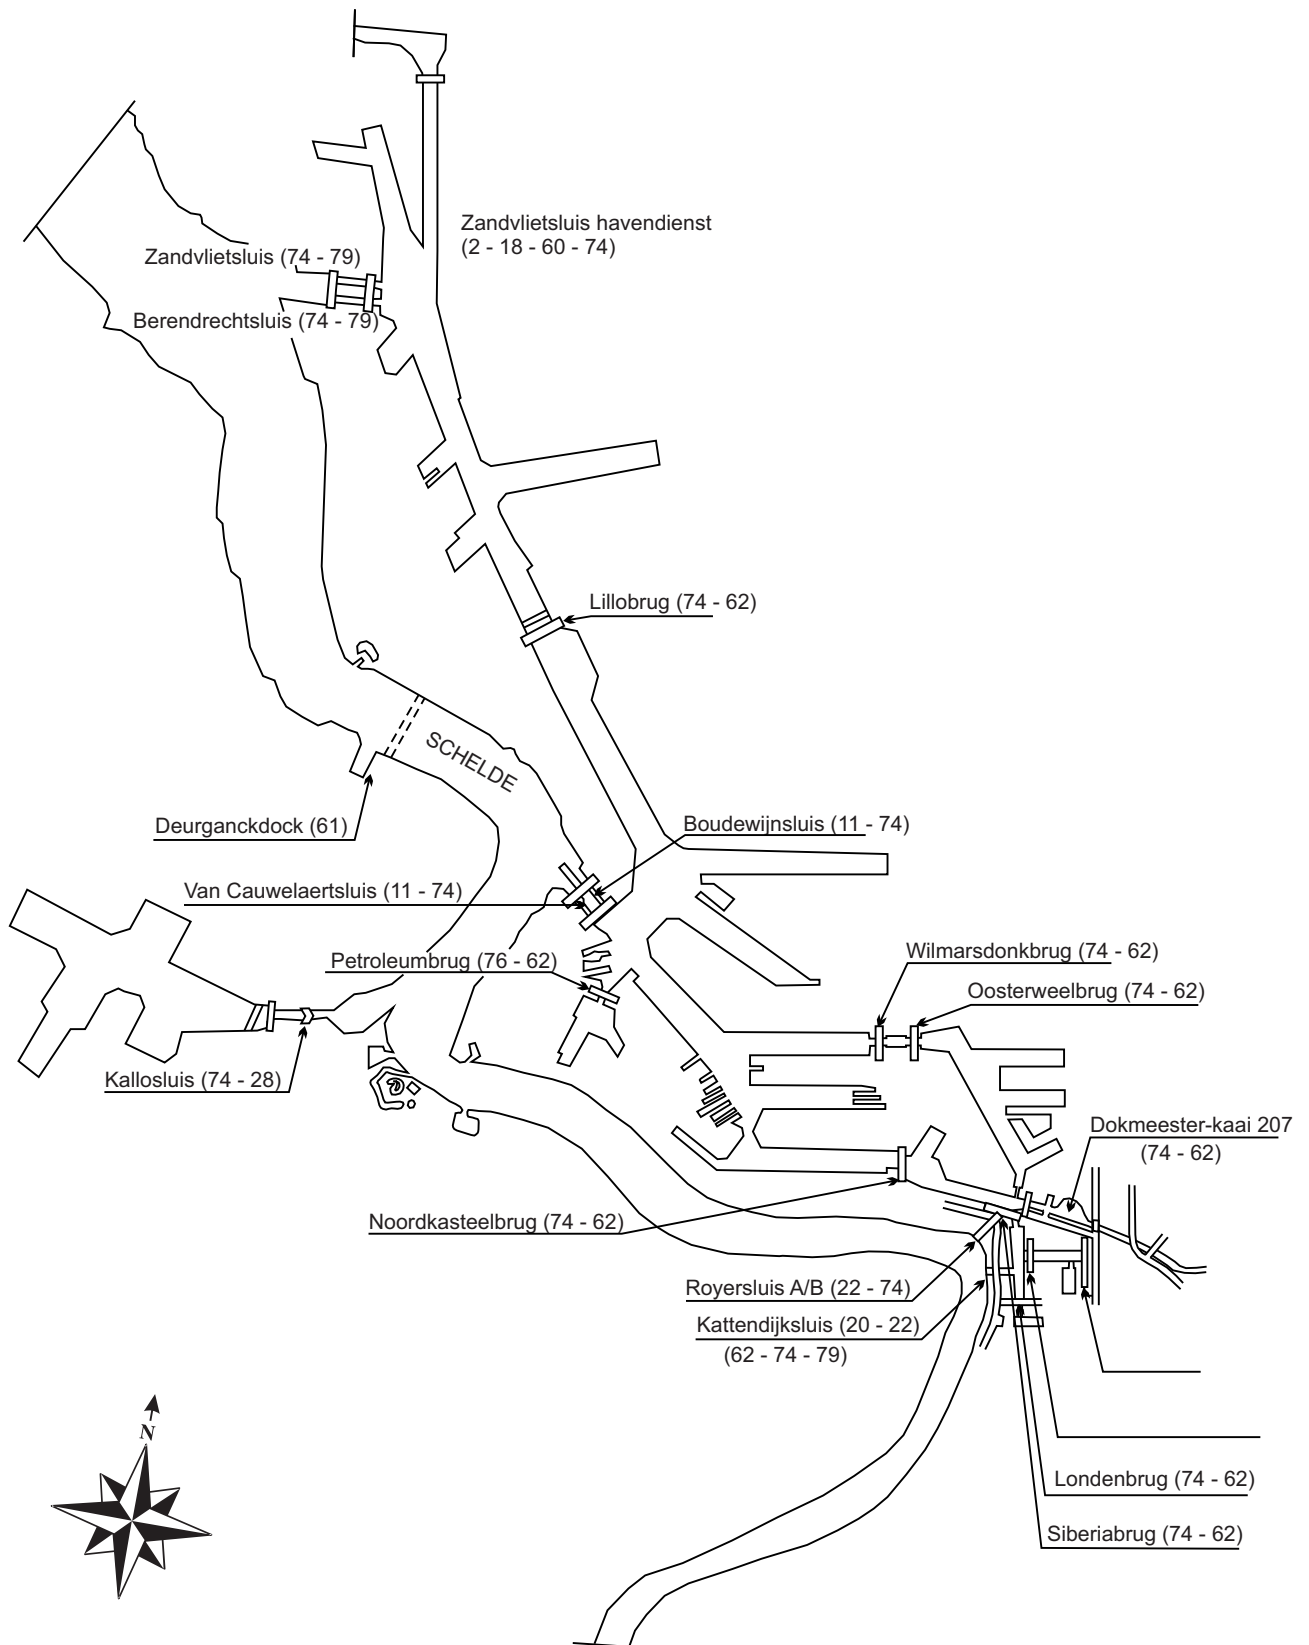 Zandvlietsluis havendienst
(2 - 18 - 60 - 74)
Zandvlietsluis (74 - 79)
Berendrechtsluis (74 - 79)
Lillobrug (74 - 62)
SCHELDE
Deurganckdock (61)
Boudewijnsluis (11 - 74)
Van Cauwelaertsluis (11 - 74)
Petroleumbrug (76 - 62)
Wilmarsdonkbrug (74 - 62)
Oosterweelbrug (74 - 62)
Kallosluis (74 - 28)
Dokmeester-kaai 207
(74 - 62)
Noordkasteelbrug (74 - 62)
Royersluis A/B (22 - 74)
Kattendijksluis (20 - 22)
(62 - 74 - 79)
N
Londenbrug (74 - 62)
Siberiabrug (74 - 62)